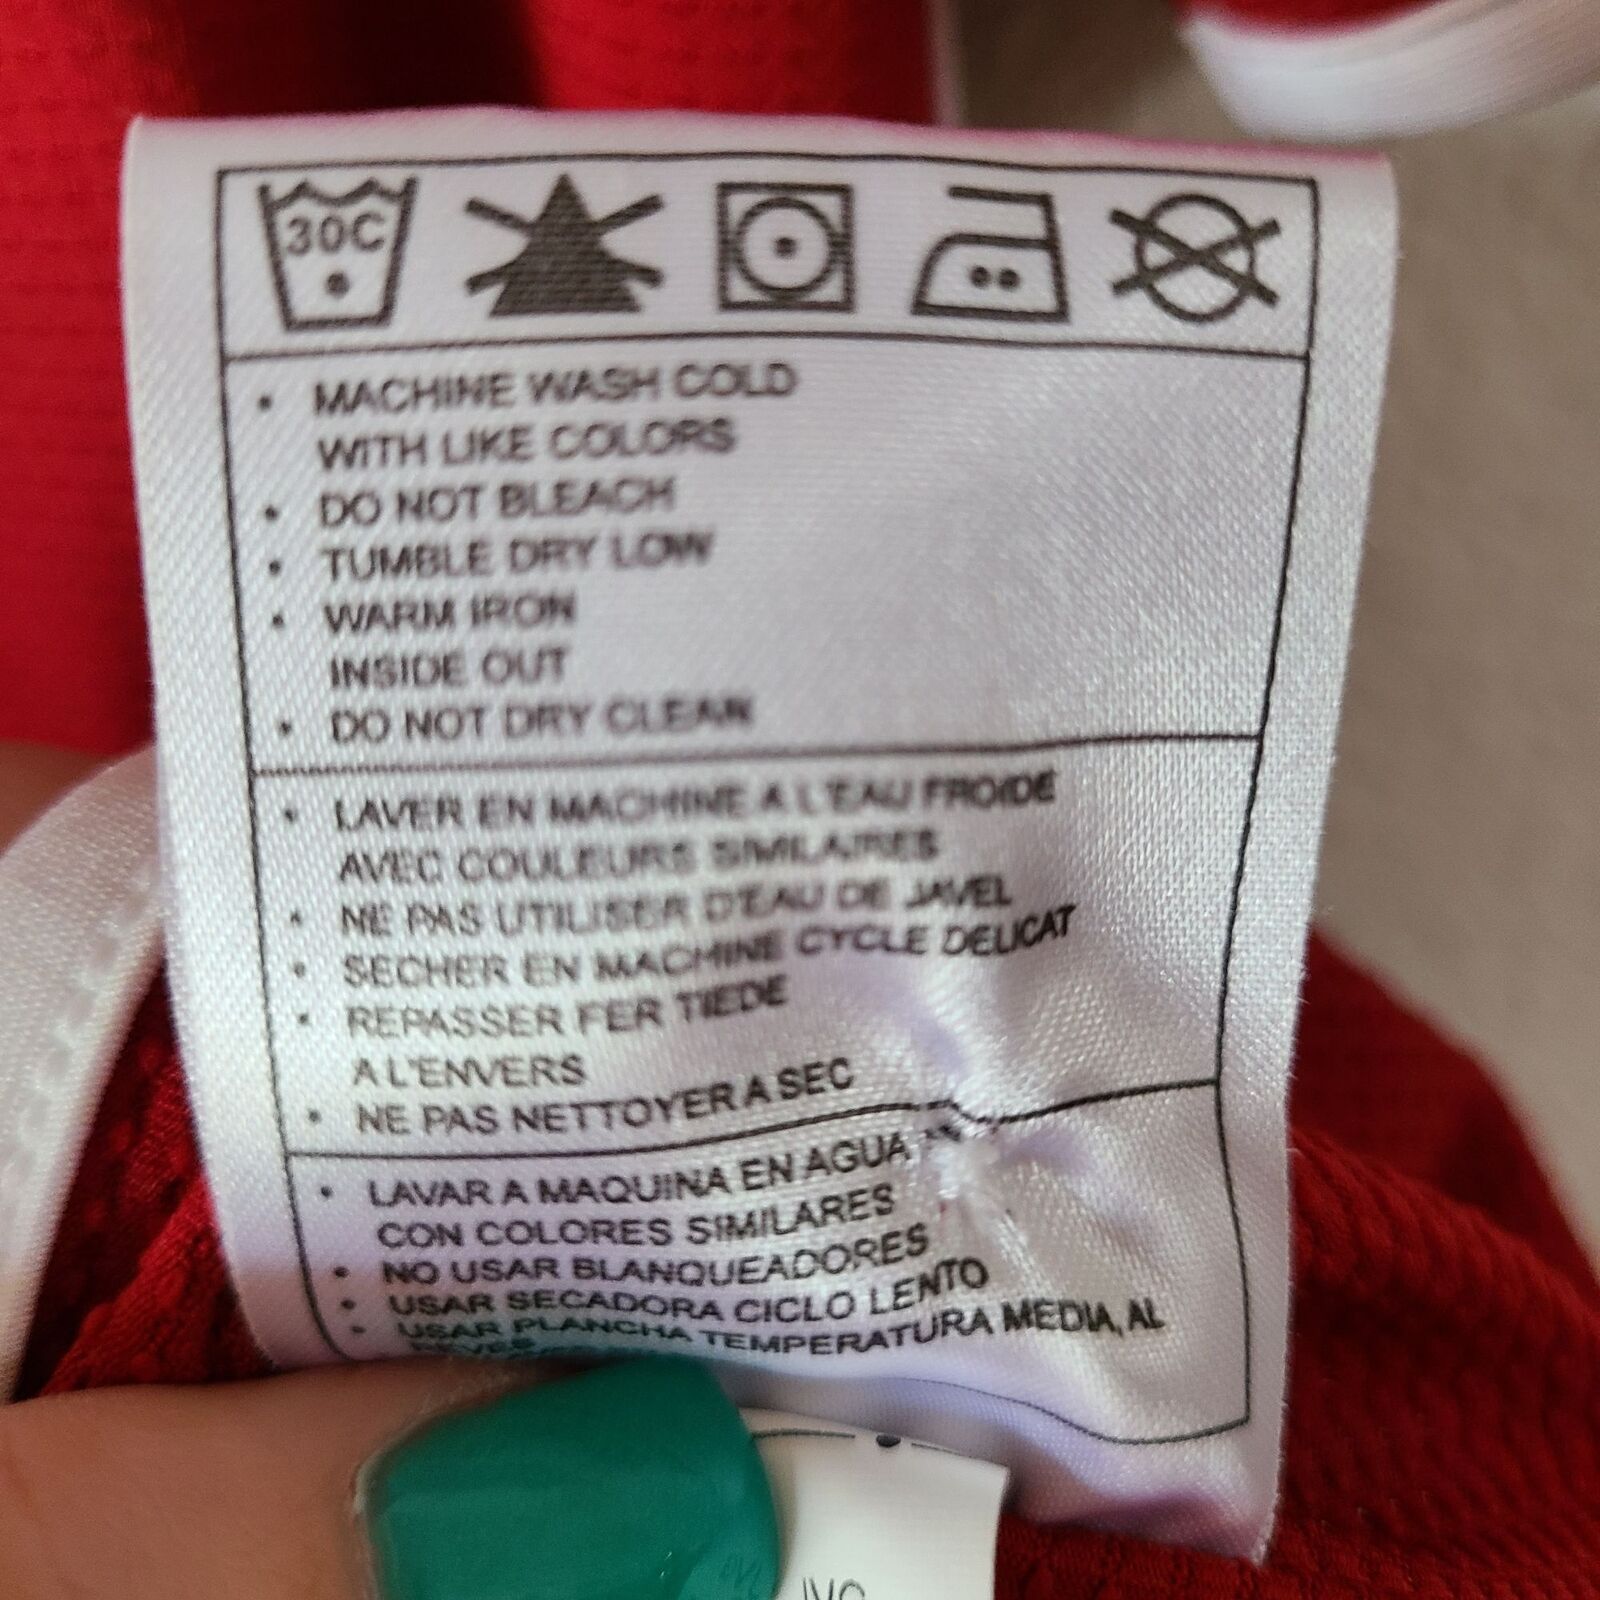 30C
• MACHINE WASH COLD
WITH LIKE COLORS
• DO NOT BLEACH
• TUMBLE DRY LOW
• WARM IRON
INSIDE OUT
• DO NOT DRY CLEAN
• LAVER EN MACHINE A L'EAU FROIDE
AVEC COULEURS SIMILAIRES
• NE PAS UTILISER D'EAU DE JAVEL
• SECHER EN MACHINE CYCLE DELICAT
• REPASSER FER TIEDE
A L'ENVERS
• NE PAS NETTOYER A SEC
• LAVAR A MAQUINA EN AGUA
CON COLORES SIMILARES
• NO USAR BLANQUEADORES
• USAR SECADORA CICLO LENTO
• USAR PLANCHA TEMPERATURA MEDIA, AL
REVES